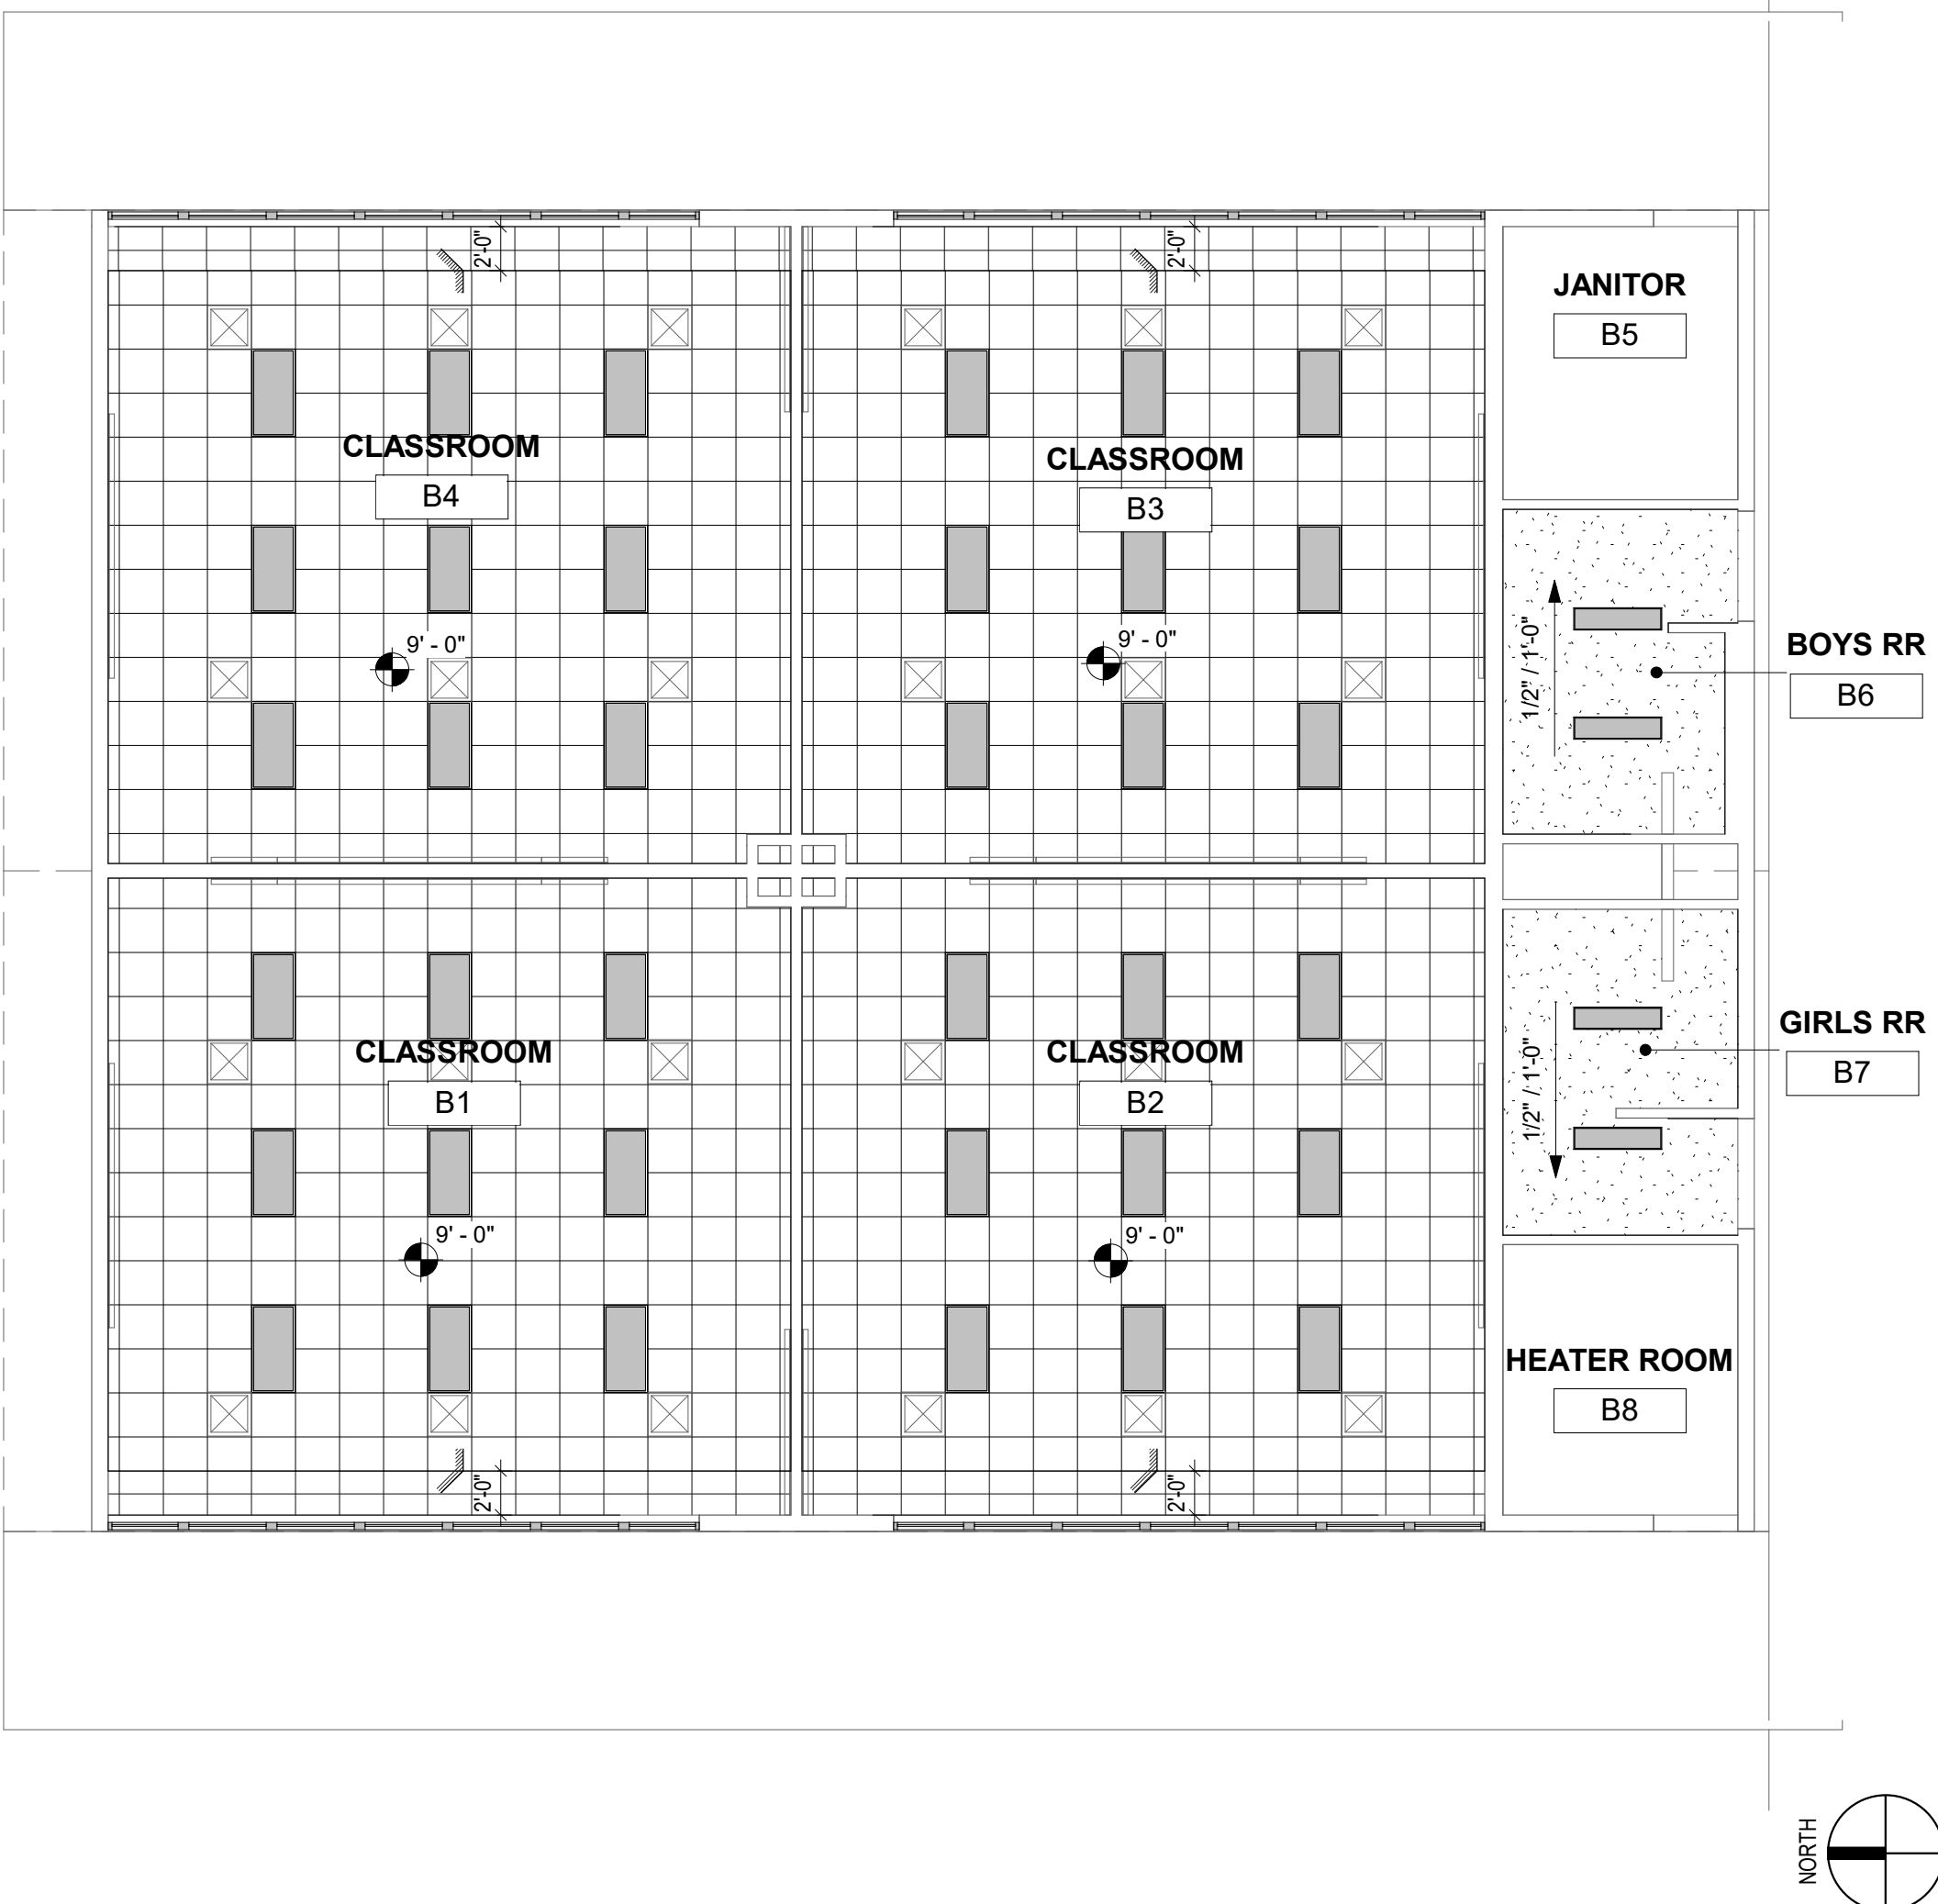 2'-0"
2'-0"
JANITOR
B5
CLASSROOM
B4
CLASSROOM
B3
9' - 0"
9' - 0"
1/2" / 1'-0"
BOYS RR
B6
CLASSROOM
B1
CLASSROOM
B2
1/2" / 1'-0"
GIRLS RR
B7
9' - 0"
9' - 0"
HEATER ROOM
B8
2'-0"
2'-0"
NORTH